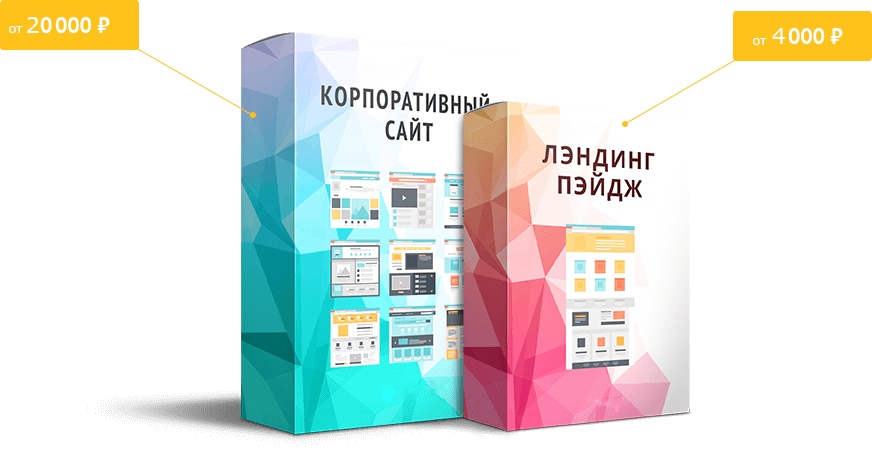 от 20 000 ₽
от 4 000 ₽
КОРПОРАТИВНЫЙ
САЙТ
ЛЭНДИНГ
ПЭЙДЖ